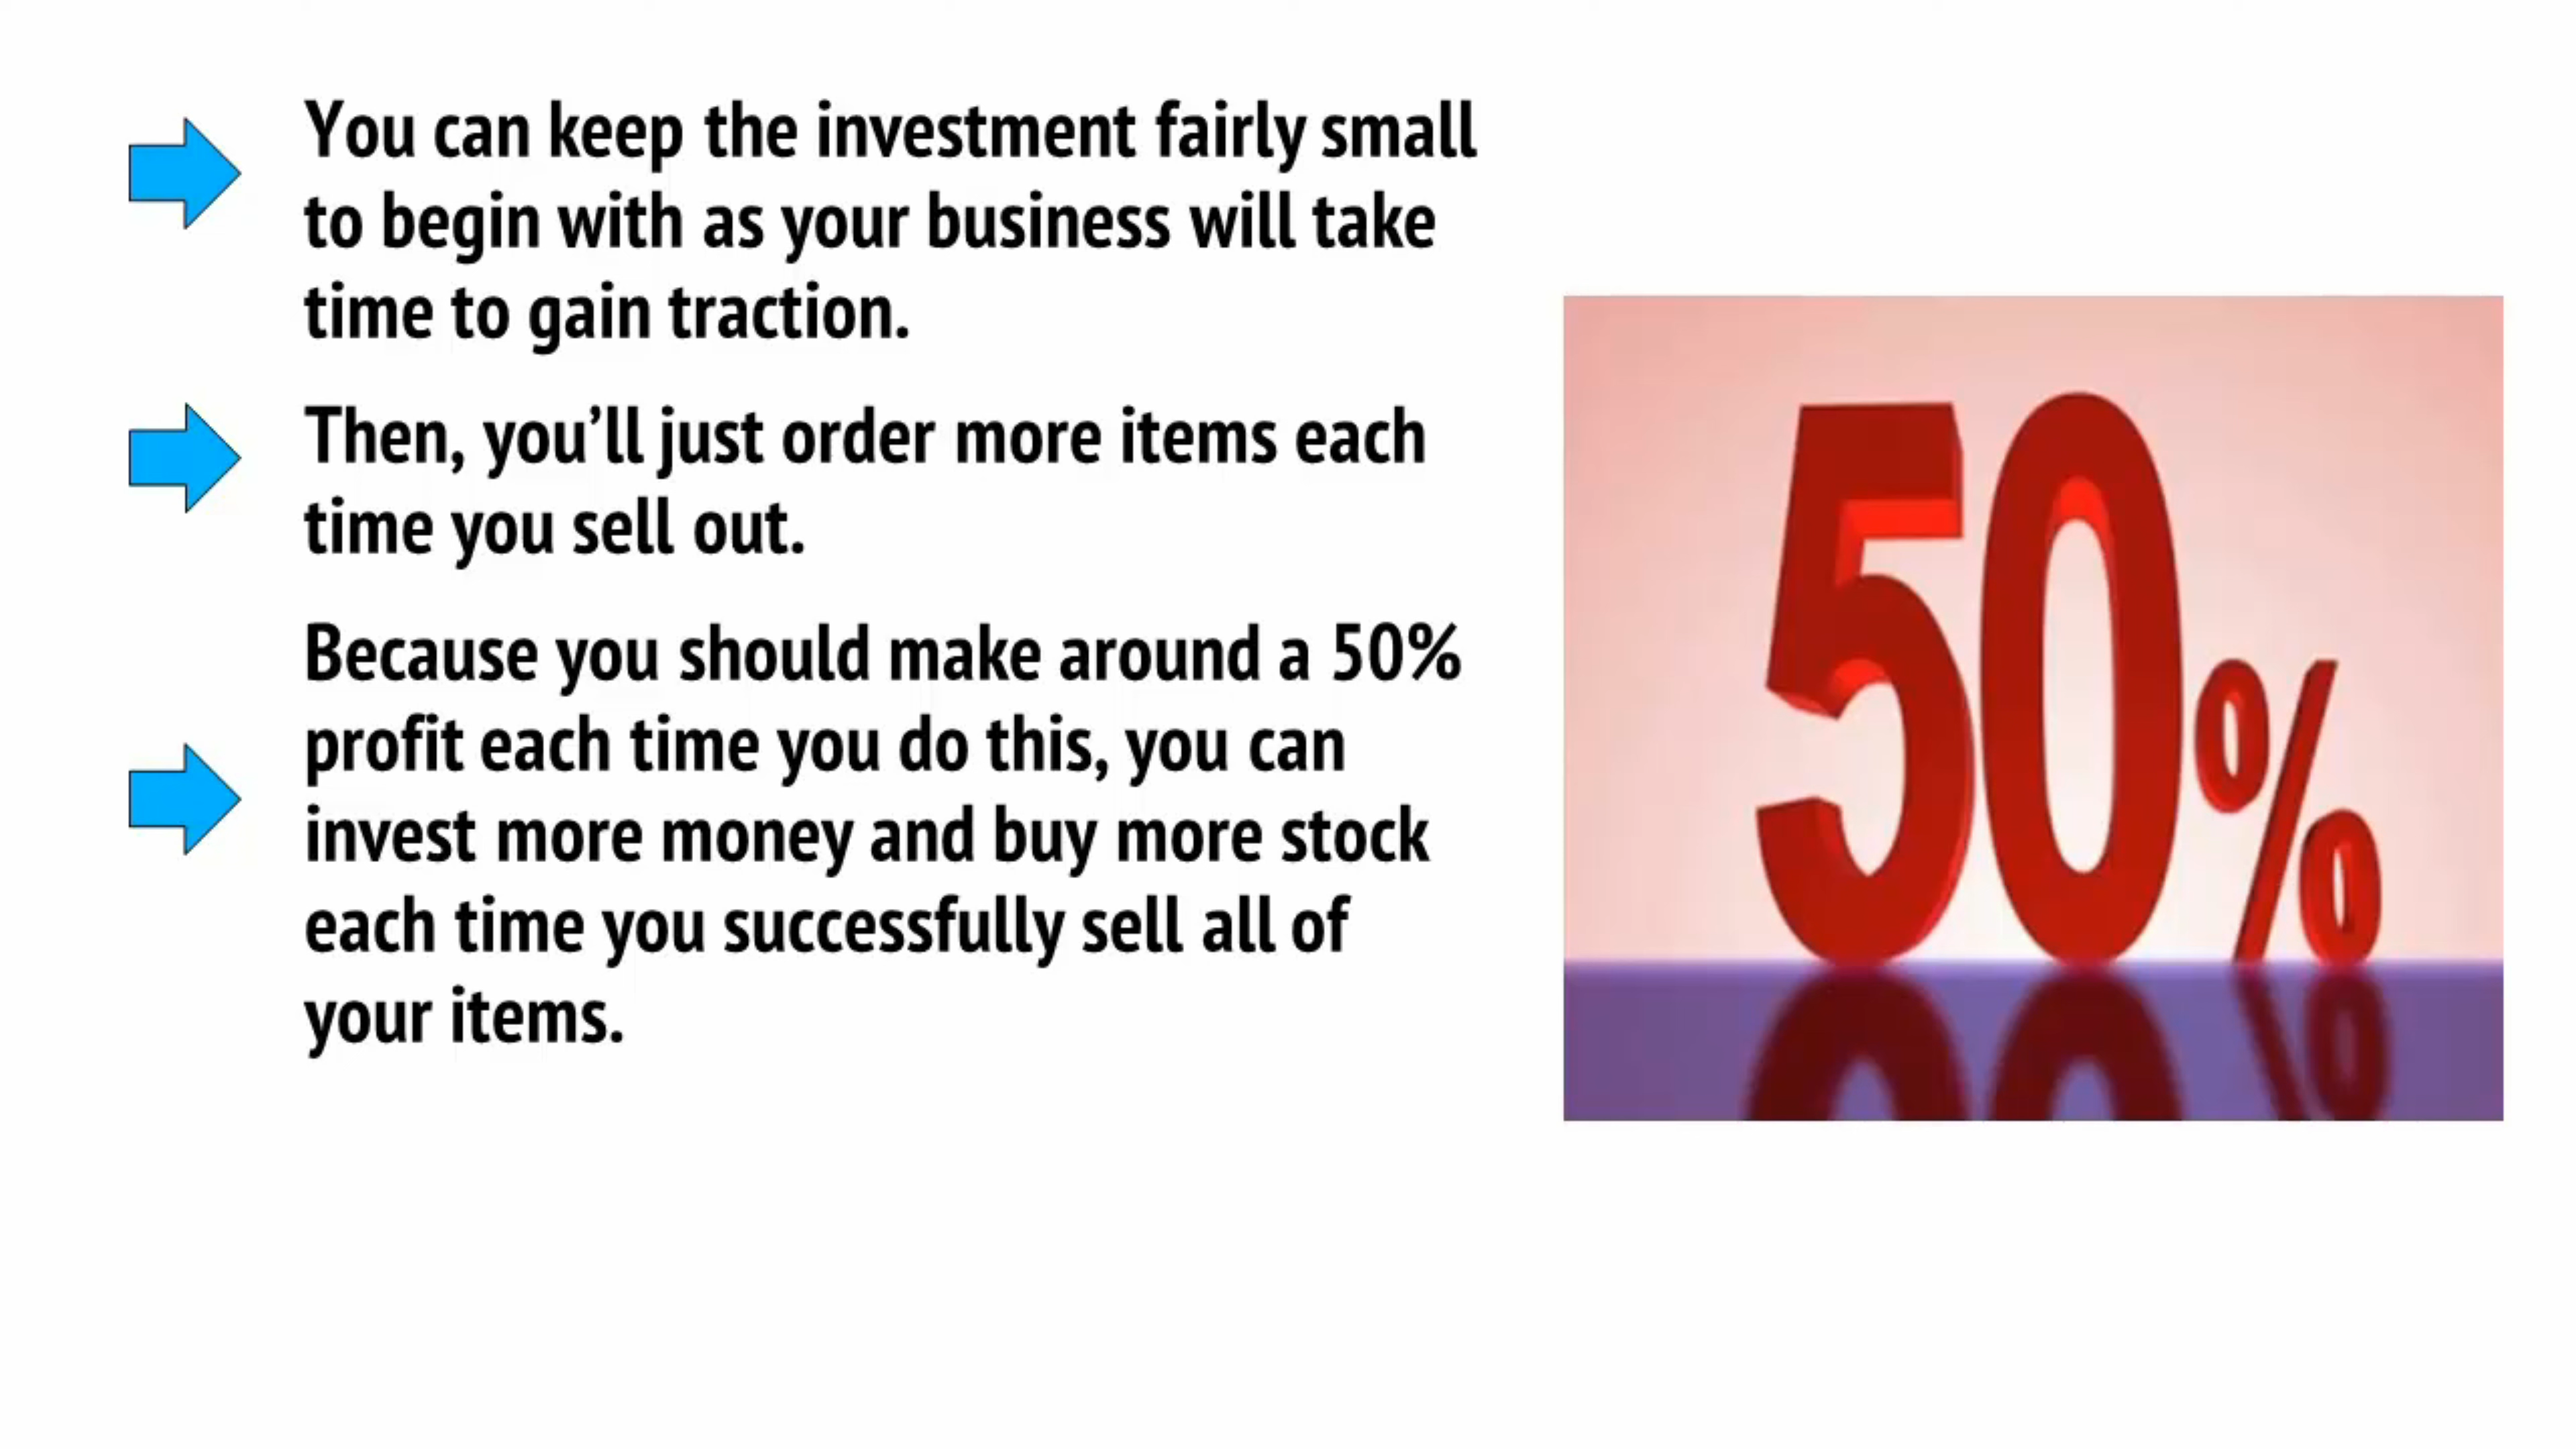 You can keep the investment fairly small
to begin with as your business will take
time to gain traction.
Then, you’ll just order more items each
time you sell out.
Because you should make around a 50%
profit each time you do this, you can
invest more money and buy more stock
each time you successfully sell all of
your items.
50%